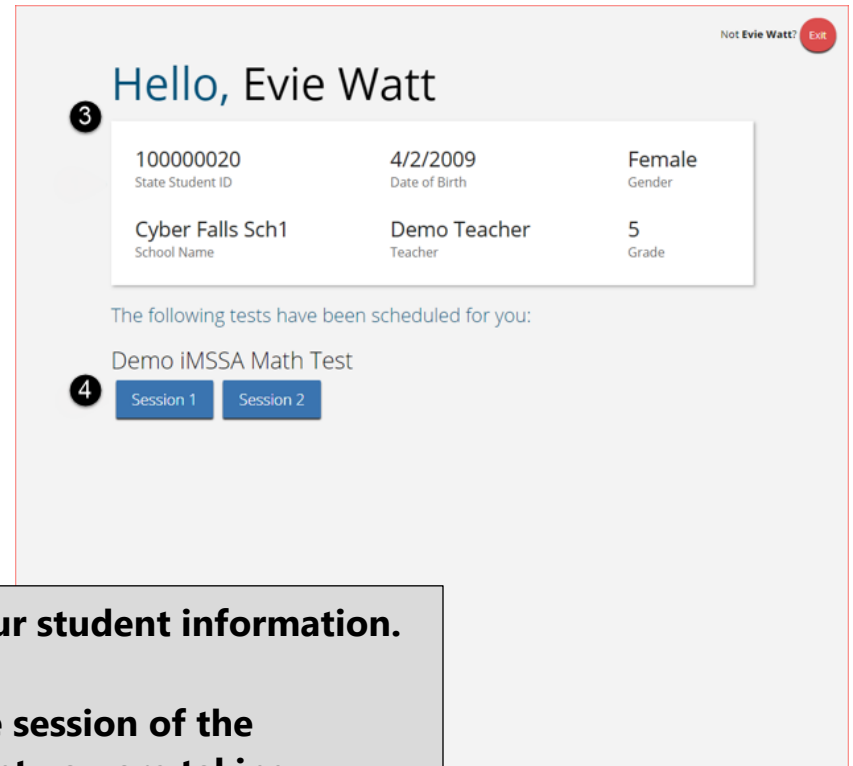 Not Evie Watt? Exit
Hello, Evie Watt
3
100000020 4/2/2009 Female
State Student ID Date of Birth Gender
Cyber Falls Sch1 Demo Teacher 5
School Name Teacher Grade
The following tests have been scheduled for you:
Demo iMSSA Math Test
4
Session 1 Session 2
student information.
session of the